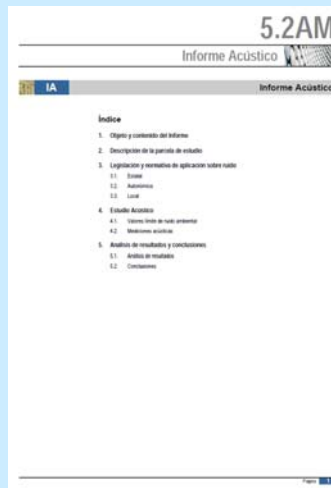 5.2AM
Informe Acústico
IA
Informe Acústico
Índice
1. Objeto y contenido del Informe
2. Descripción de la parcela de estudio
3. Legislación y normativa de aplicación sobre ruido
3.1. Estatal
3.2. Autonómica
3.3. Local
4. Estudio Acústico
4.1. Valores límite de ruido ambiental
4.2. Mediciones acústicas
5. Análisis de resultados y conclusiones
5.1. Análisis de resultados
5.2. Conclusiones
Página